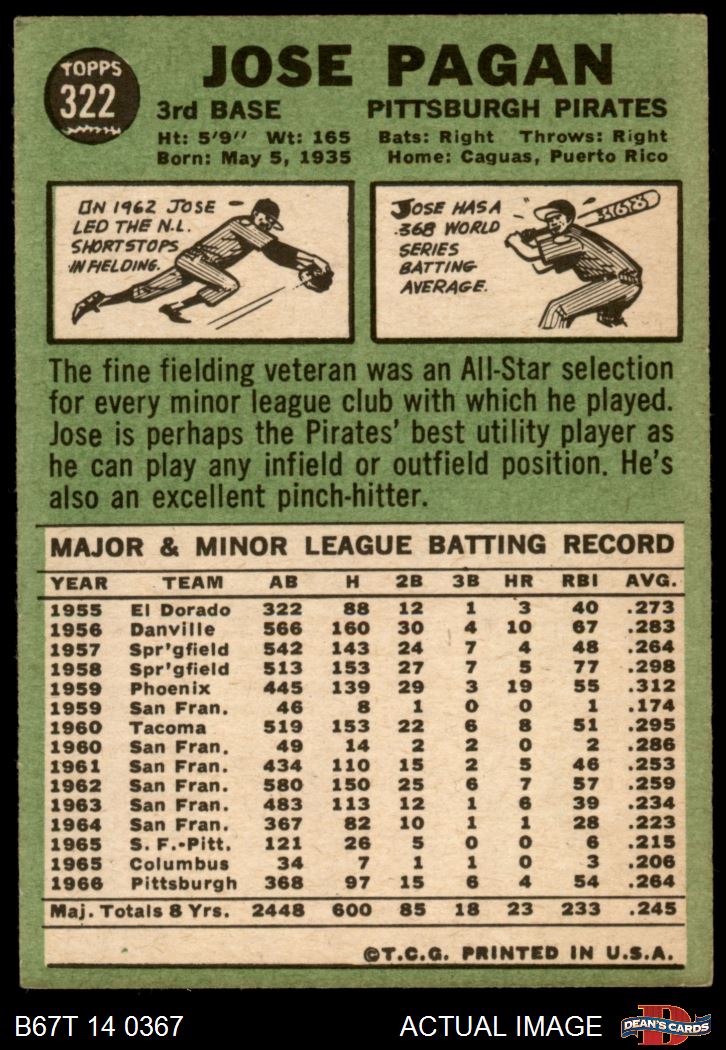 TOPPS
322
JOSE PAGAN
3rd BASE PITTSBURGH PIRATES
Ht: 5'9" Wt: 165 Bats: Right Throws: Right
Born: May 5, 1935 Home: Caguas, Puerto Rico
IN 1962 JOSE
LED THE N.L.
SHORTSTOPS
IN FIELDING.
JOSE HAS A
.368 WORLD
SERIES
BATTING
AVERAGE.
.368
The fine fielding veteran was an All-Star selection
for every minor league club with which he played.
Jose is perhaps the Pirates' best utility player as
he can play any infield or outfield position. He's
also an excellent pinch-hitter.
MAJOR & MINOR LEAGUE BATTING RECORD
YEAR TEAM AB H 2B 3B HR RBI AVG.
1955 El Dorado 322 88 12 1 3 40 .273
1956 Danville 566 160 30 4 10 67 .283
1957 Spr'gfield 542 143 24 7 4 48 .264
1958 Spr'gfield 513 153 27 7 5 77 .298
1959 Phoenix 445 139 29 3 19 55 .312
1959 San Fran. 46 8 1 0 0 1 .174
1960 Tacoma 519 153 22 6 8 51 .295
1960 San Fran. 49 14 2 2 0 2 .286
1961 San Fran. 434 110 15 2 5 46 .253
1962 San Fran. 580 150 25 6 7 57 .259
1963 San Fran. 483 113 12 1 6 39 .234
1964 San Fran. 367 82 10 1 1 28 .223
1965 S. F.-Pitt. 121 26 5 0 0 6 .215
1965 Columbus 34 7 1 1 0 3 .206
1966 Pittsburgh 368 97 15 6 4 54 .264
Maj. Totals 8 Yrs. 2448 600 85 18 23 233 .245
©T.C.G. PRINTED IN U.S.A.
B67T 14 0367 ACTUAL IMAGE
D
DEAN'S CARDS